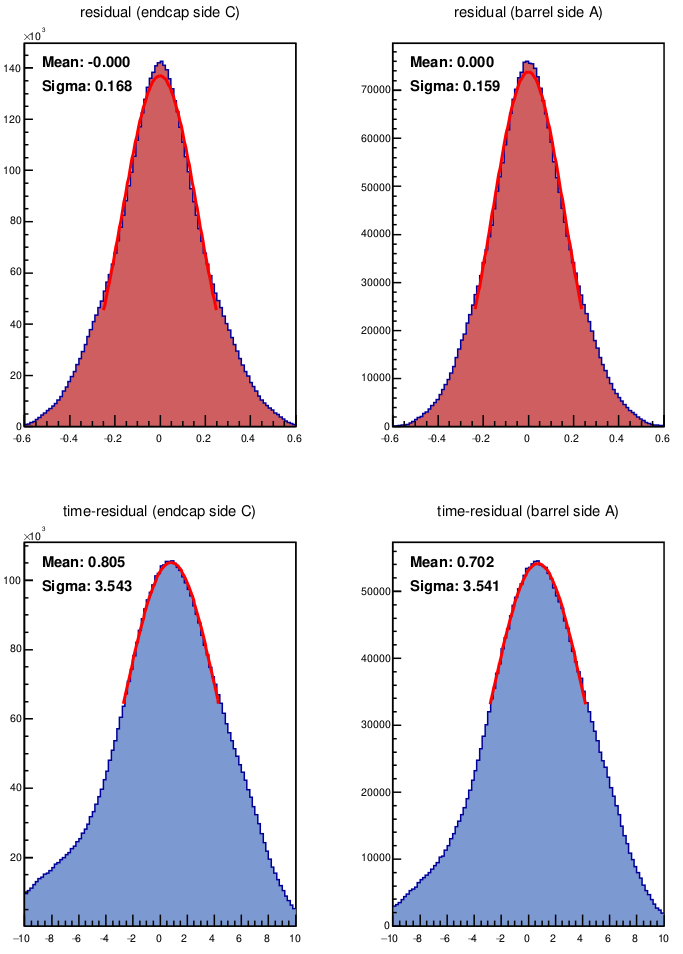 residual (endcap side C)
×10³
Mean: -0.000
Sigma: 0.168
140
120
100
80
60
40
20
0
-0.6 -0.4 -0.2 0 0.2 0.4 0.6
residual (barrel side A)
Mean: 0.000
Sigma: 0.159
70000
60000
50000
40000
30000
20000
10000
0
-0.6 -0.4 -0.2 0 0.2 0.4 0.6
time-residual (endcap side C)
×10³
Mean: 0.805
Sigma: 3.543
100
80
60
40
20
−10 −8 −6 −4 −2 0 2 4 6 8 10
time-residual (barrel side A)
Mean: 0.702
Sigma: 3.541
50000
40000
30000
20000
10000
0
−10 −8 −6 −4 −2 0 2 4 6 8 10